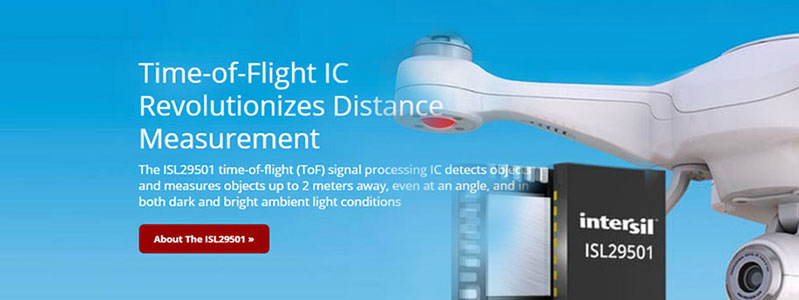 Time-of-Flight IC
Revolutionizes Distance
Measurement
The ISL29501 time-of-flight (ToF) signal processing IC detects objects
and measures objects up to 2 meters away, even at an angle, and in
both dark and bright ambient light conditions
About The ISL29501 »
intersil
ISL29501